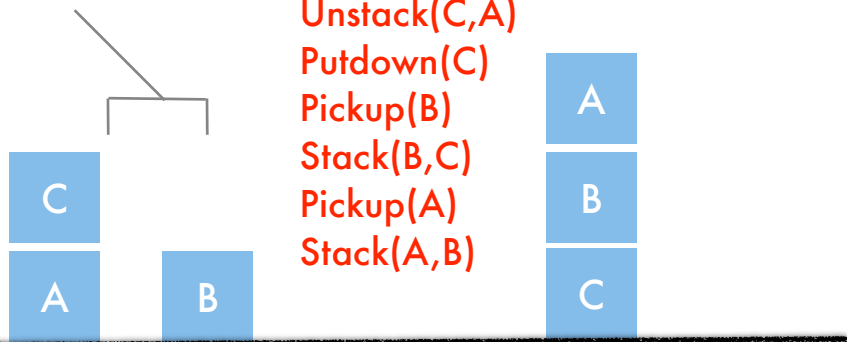 Unstack(C,A)
Putdown(C)
Pickup(B)
Stack(B,C)
Pickup(A)
Stack(A,B)
C
A
B
A
B
C